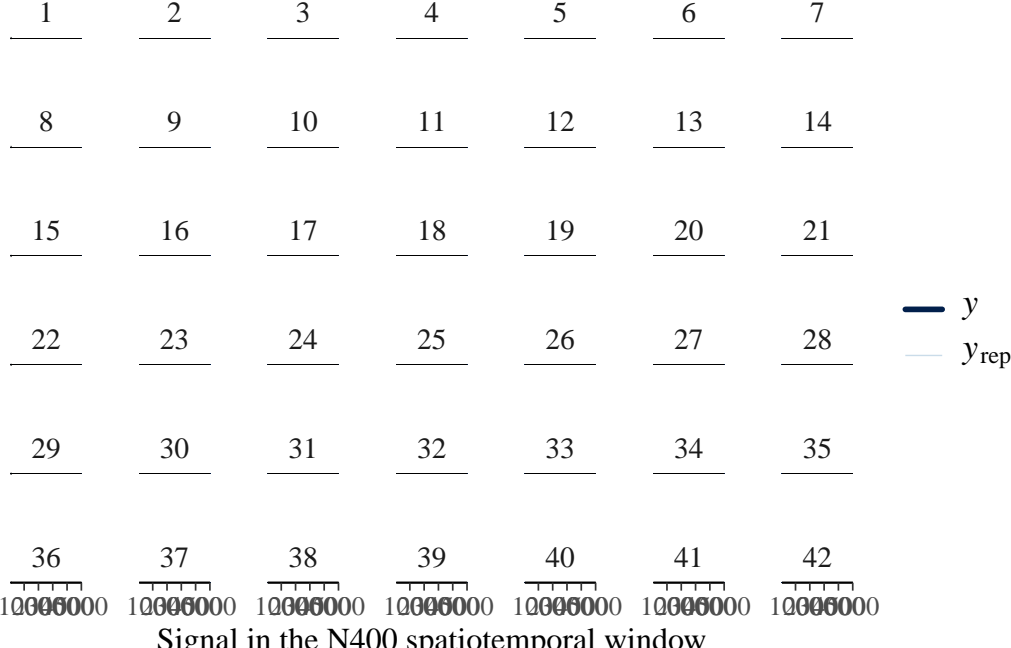 1 2 3 4 5 6 7
8 9 10 11 12 13 14
15 16 17 18 19 20 21
y
22 23 24 25 26 27 28
yrep
29 30 31 32 33 34 35
36 37 38 39 40 41 42
Signal in the N400 spatiotemporal window